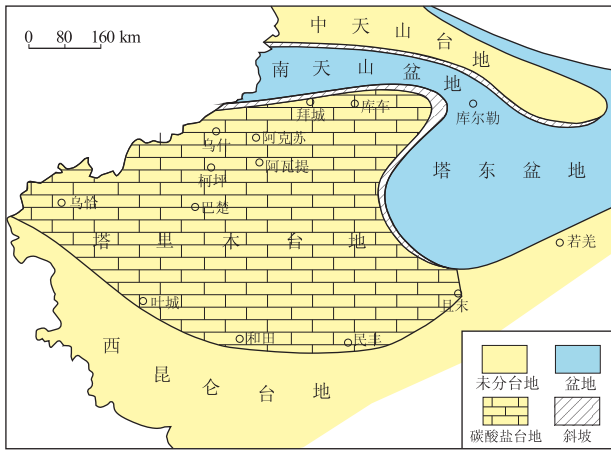 0 80 160 km
中天山台地
南天山盆地
拜城
库车
库尔勒
乌什
阿克苏
阿瓦提
柯坪
塔东盆地
乌恰
巴楚
塔里木台地
若羌
叶城
且末
和田
民丰
西昆仑台地
未分台地
盆地
碳酸盐台地
斜坡